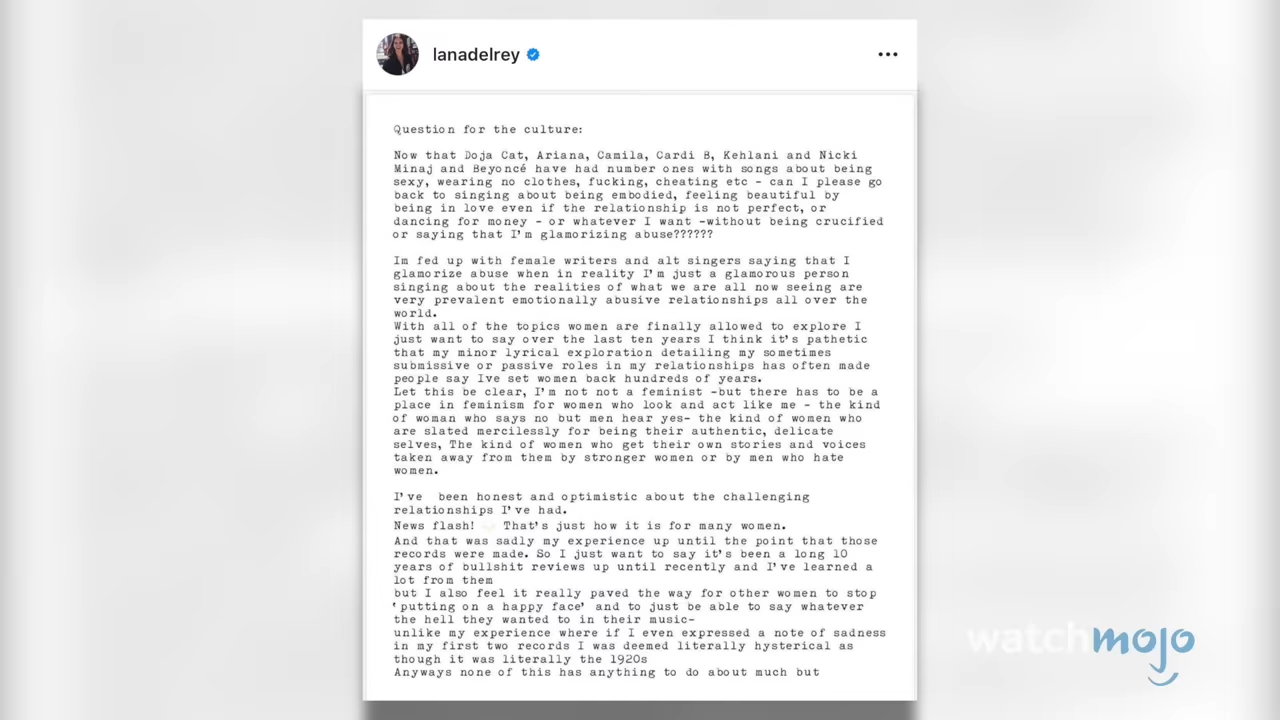 lanadelrey
Question for the culture:
Now that Doja Cat, Ariana, Camila, Cardi B, Kehlani and Nicki
Minaj and Beyoncé have had number ones with songs about being
sexy, wearing no clothes, fucking, cheating etc - can I please go
back to singing about being embodied, feeling beautiful by
being in love even if the relationship is not perfect, or
dancing for money - or whatever I want -without being crucified
or saying that I'm glamorizing abuse??????
Im fed up with female writers and alt singers saying that I
glamorize abuse when in reality I'm just a glamorous person
singing about the realities of what we are all now seeing are
very prevalent emotionally abusive relationships all over the
world.
With all of the topics women are finally allowed to explore I
just want to say over the last ten years I think it's pathetic
that my minor lyrical exploration detailing my sometimes
submissive or passive roles in my relationships has often made
people say Ive set women back hundreds of years.
Let this be clear, I'm not not a feminist -but there has to be a
place in feminism for women who look and act like me - the kind
of woman who says no but men hear yes- the kind of women who
are slated mercilessly for being their authentic, delicate
selves, The kind of women who get their own stories and voices
taken away from them by stronger women or by men who hate
women.
I've been honest and optimistic about the challenging
relationships I've had.
News flash! That's just how it is for many women.
And that was sadly my experience up until the point that those
records were made. So I just want to say it's been a long 10
years of bullshit reviews up until recently and I've learned a
lot from them
but I also feel it really paved the way for other women to stop
'putting on a happy face' and to just be able to say whatever
the hell they wanted to in their music-
unlike my experience where if I even expressed a note of sadness
in my first two records I was deemed literally hysterical as
though it was literally the 1920s
Anyways none of this has anything to do about much but
watchmojo